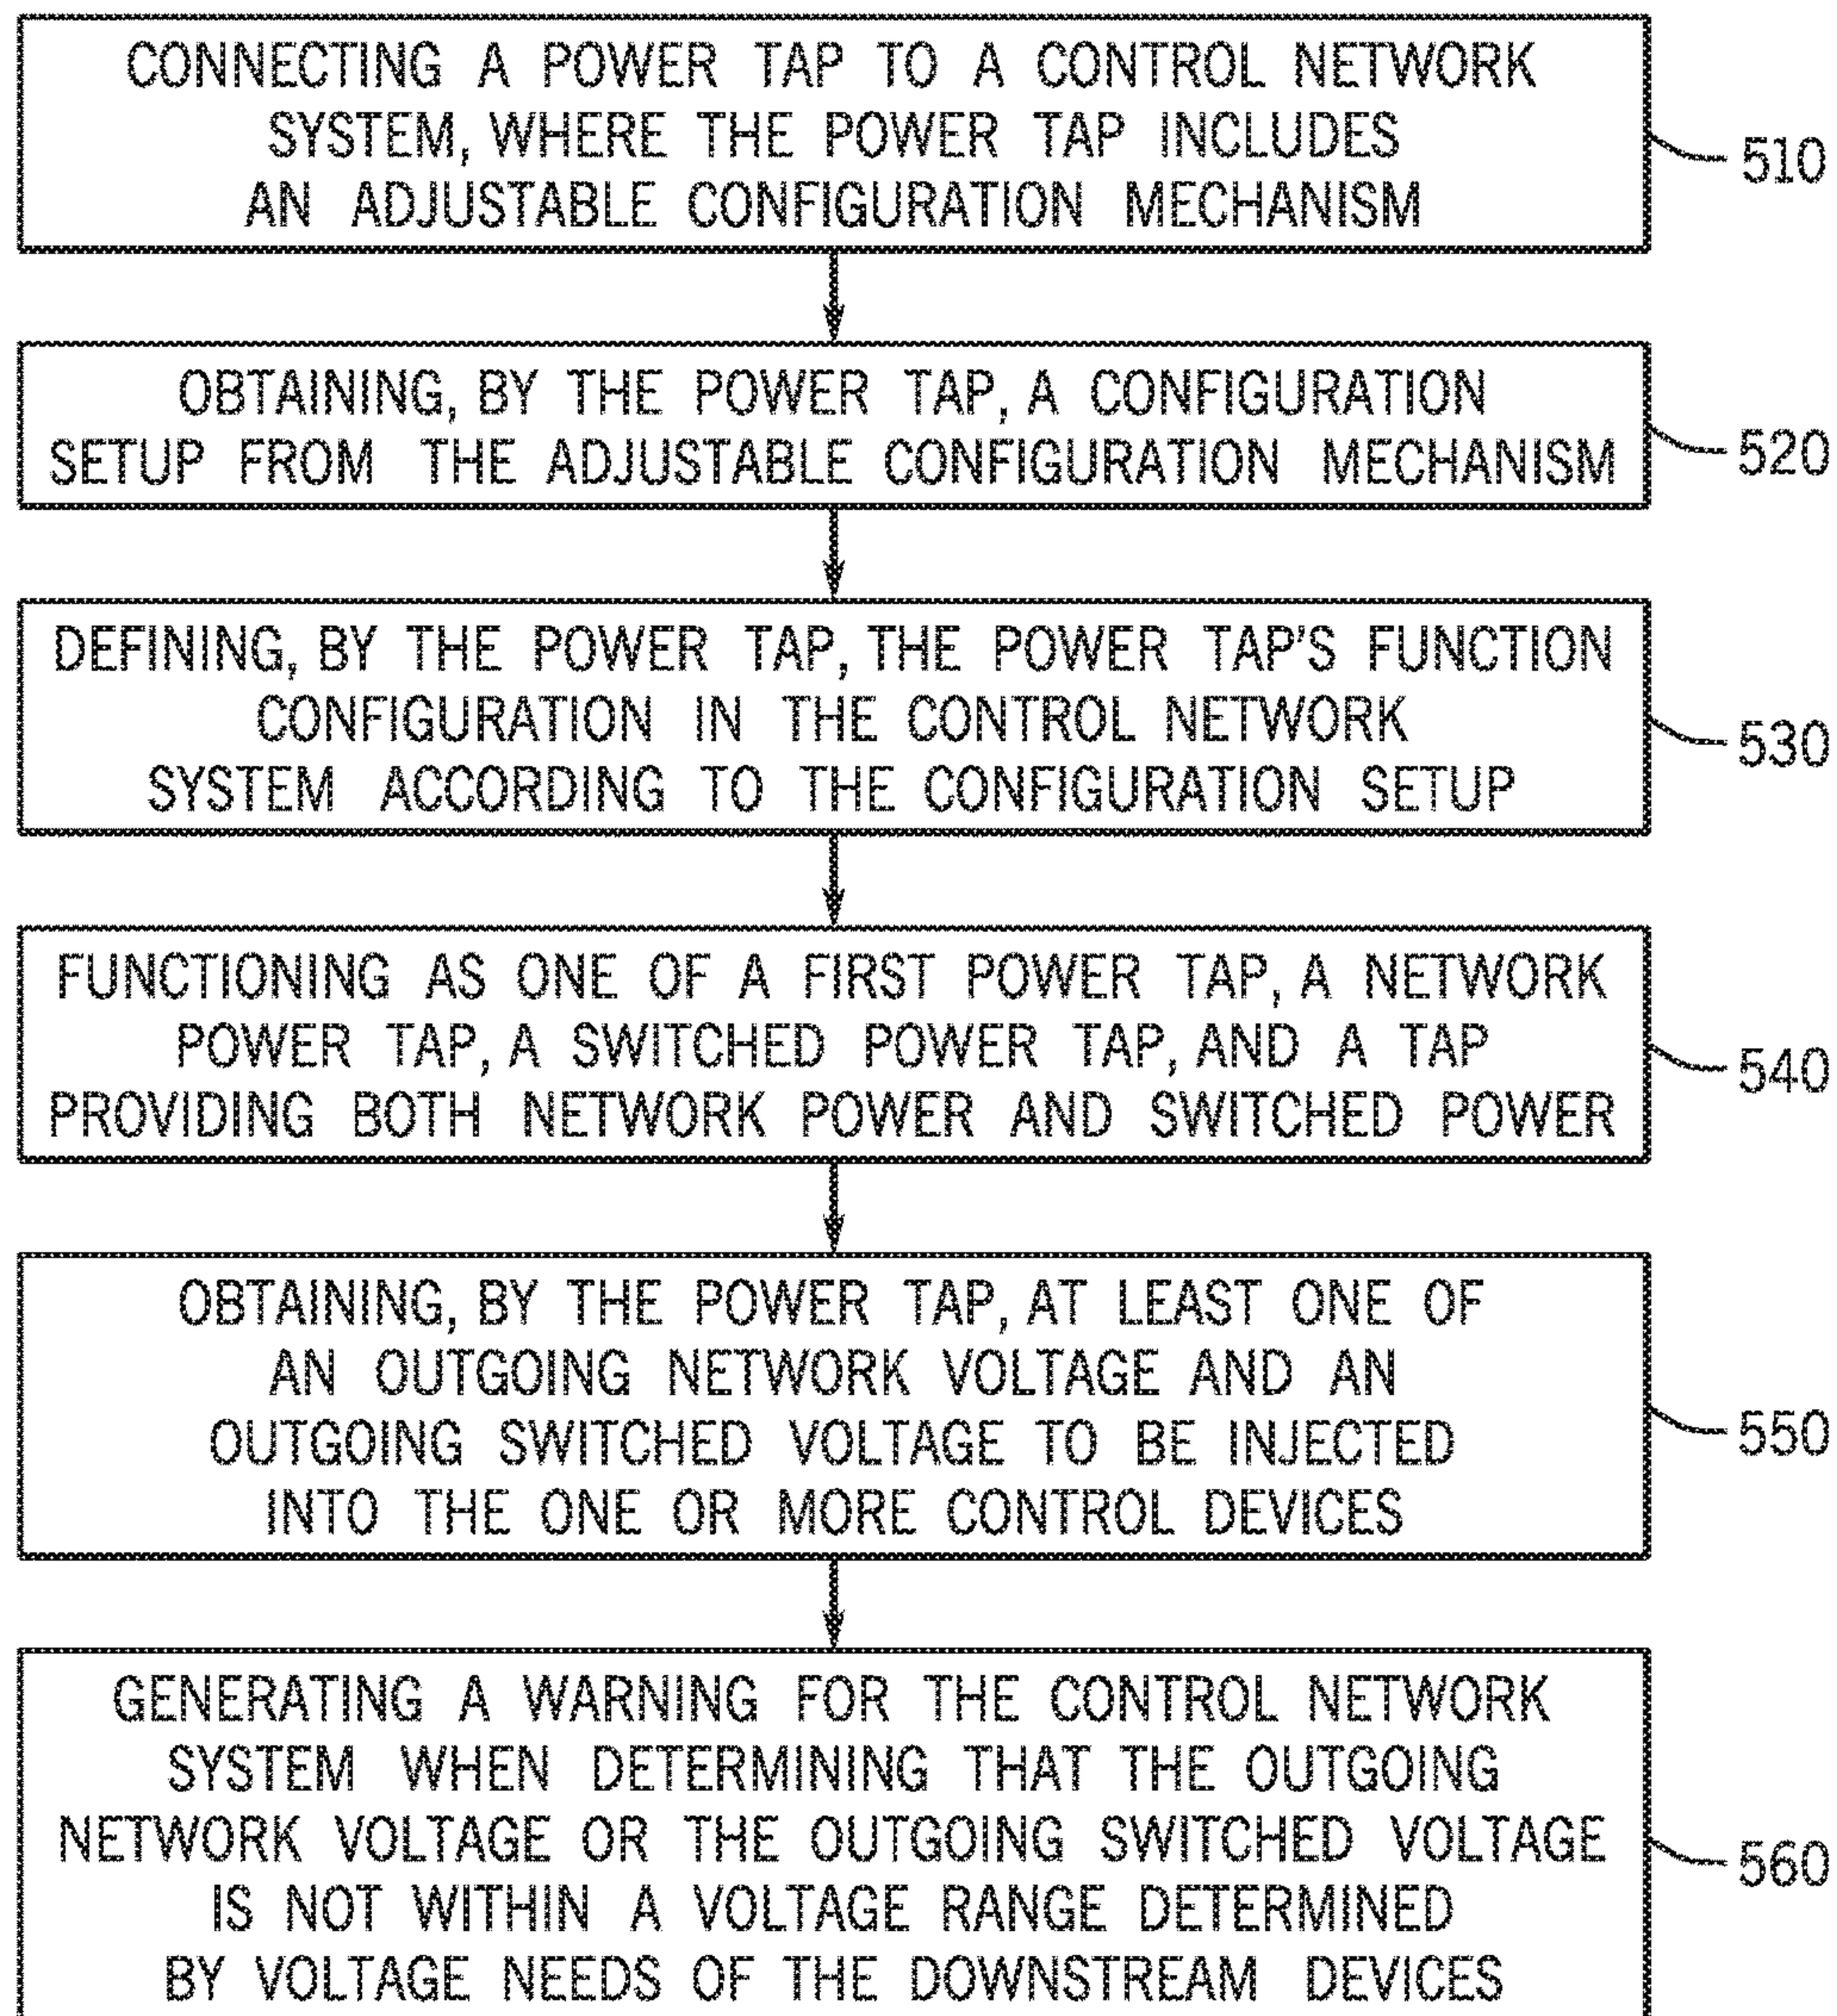 CONNECTING A POWER TAP TO A CONTROL NETWORK
SYSTEM, WHERE THE POWER TAP INCLUDES
AN ADJUSTABLE CONFIGURATION MECHANISM
510
OBTAINING, BY THE POWER TAP, A CONFIGURATION
SETUP FROM THE ADJUSTABLE CONFIGURATION MECHANISM
520
DEFINING, BY THE POWER TAP, THE POWER TAP'S FUNCTION
CONFIGURATION IN THE CONTROL NETWORK
SYSTEM ACCORDING TO THE CONFIGURATION SETUP
530
FUNCTIONING AS ONE OF A FIRST POWER TAP, A NETWORK
POWER TAP, A SWITCHED POWER TAP, AND A TAP
PROVIDING BOTH NETWORK POWER AND SWITCHED POWER
540
OBTAINING, BY THE POWER TAP, AT LEAST ONE OF
AN OUTGOING NETWORK VOLTAGE AND AN
OUTGOING SWITCHED VOLTAGE TO BE INJECTED
INTO THE ONE OR MORE CONTROL DEVICES
550
GENERATING A WARNING FOR THE CONTROL NETWORK
SYSTEM WHEN DETERMINING THAT THE OUTGOING
NETWORK VOLTAGE OR THE OUTGOING SWITCHED VOLTAGE
IS NOT WITHIN A VOLTAGE RANGE DETERMINED
BY VOLTAGE NEEDS OF THE DOWNSTREAM DEVICES
560